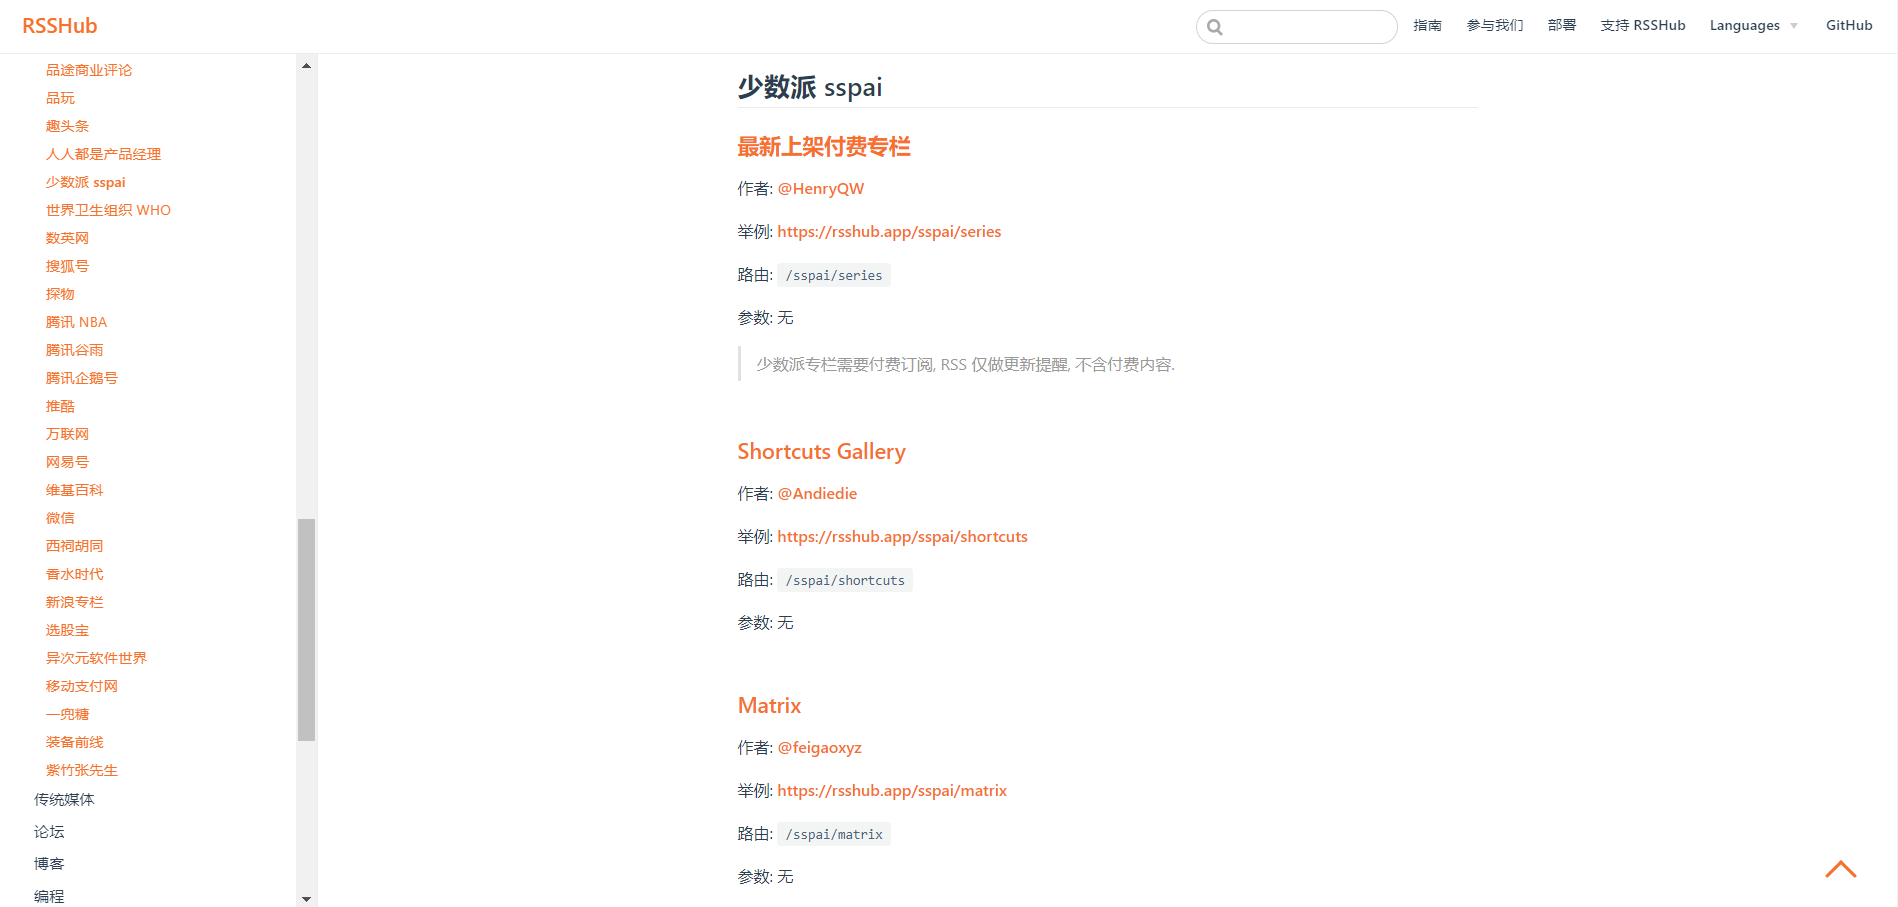 RSSHub
指南 参与我们 部署 支持 RSSHub Languages GitHub
品途商业评论
品玩
趣头条
人人都是产品经理
少数派 sspai
世界卫生组织 WHO
数英网
搜狐号
探物
腾讯 NBA
腾讯谷雨
腾讯企鹅号
推酷
万联网
网易号
维基百科
微信
西祠胡同
香水时代
新浪专栏
选股宝
异次元软件世界
移动支付网
一兜糖
装备前线
紫竹张先生
传统媒体
论坛
博客
编程
少数派 sspai
最新上架付费专栏
作者: @HenryQW
举例: https://rsshub.app/sspai/series
路由: /sspai/series
参数: 无
少数派专栏需要付费订阅, RSS 仅做更新提醒, 不含付费内容.
Shortcuts Gallery
作者: @Andiedie
举例: https://rsshub.app/sspai/shortcuts
路由: /sspai/shortcuts
参数: 无
Matrix
作者: @feigaoxyz
举例: https://rsshub.app/sspai/matrix
路由: /sspai/matrix
参数: 无